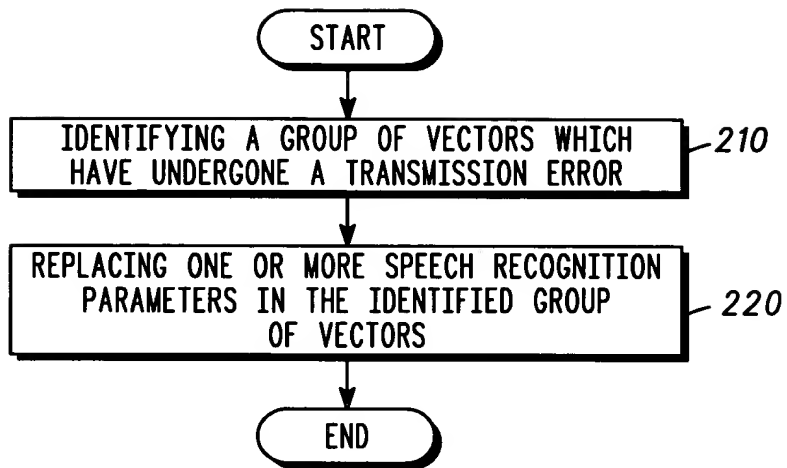 START
IDENTIFYING A GROUP OF VECTORS WHICH
HAVE UNDERGONE A TRANSMISSION ERROR
210
REPLACING ONE OR MORE SPEECH RECOGNITION
PARAMETERS IN THE IDENTIFIED GROUP
OF VECTORS
220
END